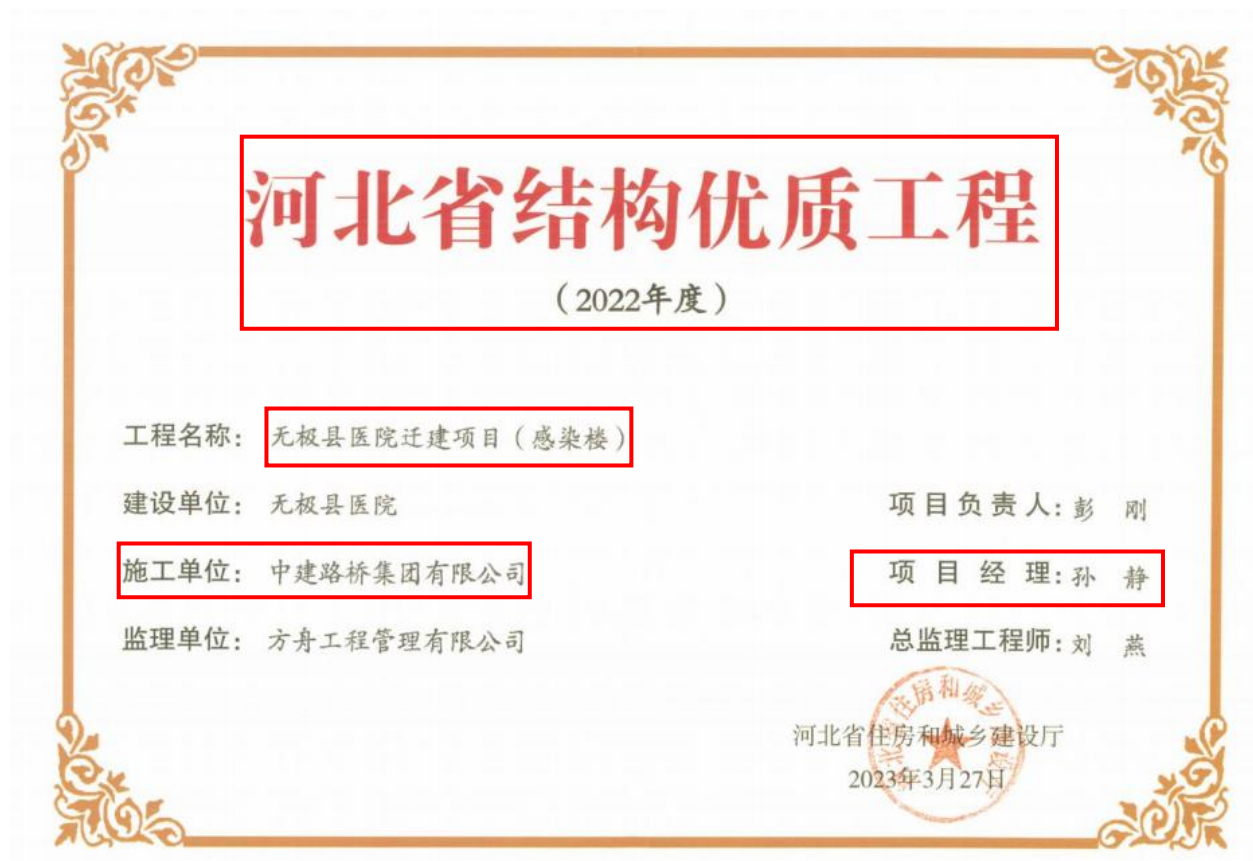 河北省结构优质工程
（2022年度）
工程名称：无极县医院迁建项目（感染楼）
建设单位：无极县医院 项目负责人：彭 刚
施工单位：中建路桥集团有限公司 项目经理：孙 静
监理单位：方舟工程管理有限公司 总监理工程师：刘 燕
河北省住房和城乡建设厅
2023年3月27日